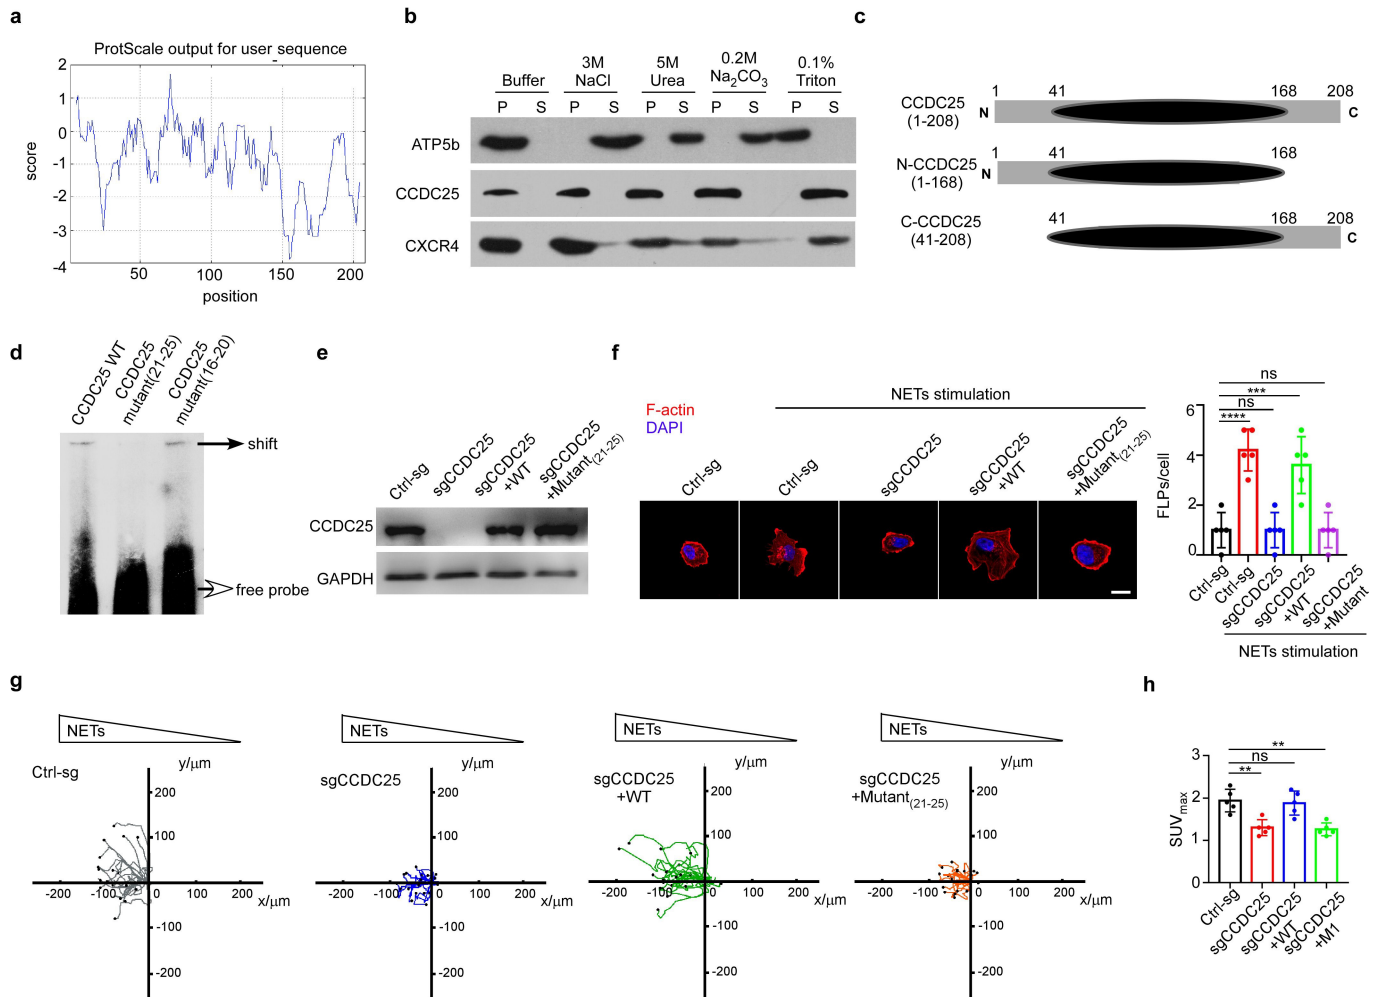 a
ProtScale output for user_sequence
score
2
1
0
-1
-2
-3
-4
50
100
150
200
position
b
Buffer
3M NaCl
5M Urea
0.2M Na2CO3
0.1% Triton
P S P S P S P S P S
ATP5b
CCDC25
CXCR4
c
1 41 168 208
CCDC25 (1-208)
N
C
1 41 168
N-CCDC25 (1-168)
N
41 168 208
C-CCDC25 (41-208)
C
d
CCDC25 WT
CCDC25 mutant(21-25)
CCDC25 mutant(16-20)
shift
free probe
e
Ctrl-sg
sgCCDC25
sgCCDC25 +WT
sgCCDC25 +Mutant(21-25)
CCDC25
GAPDH
f
NETs stimulation
F-actin
DAPI
Ctrl-sg
Ctrl-sg
sgCCDC25
sgCCDC25 +WT
sgCCDC25 +Mutant(21-25)
ns
***
ns
****
FLPs/cell
6
4
2
0
Ctrl-sg
Ctrl-sg
sgCCDC25
sgCCDC25 +WT
sgCCDC25 +Mutant
NETs stimulation
g
NETs
Ctrl-sg
y/μm
200
100
-200 -100 0 100 200
x/μm
-100
-200
NETs
sgCCDC25
y/μm
200
100
-200 -100 0 100 200
x/μm
-100
-200
NETs
sgCCDC25 +WT
y/μm
200
100
-200 -100 0 100 200
x/μm
-100
-200
NETs
sgCCDC25 +Mutant(21-25)
y/μm
200
100
-200 -100 0 100 200
x/μm
-100
-200
h
**
ns
**
SUVmax
3
2
1
0
Ctrl-sg
sgCCDC25
sgCCDC25 +WT
sgCCDC25 +M1